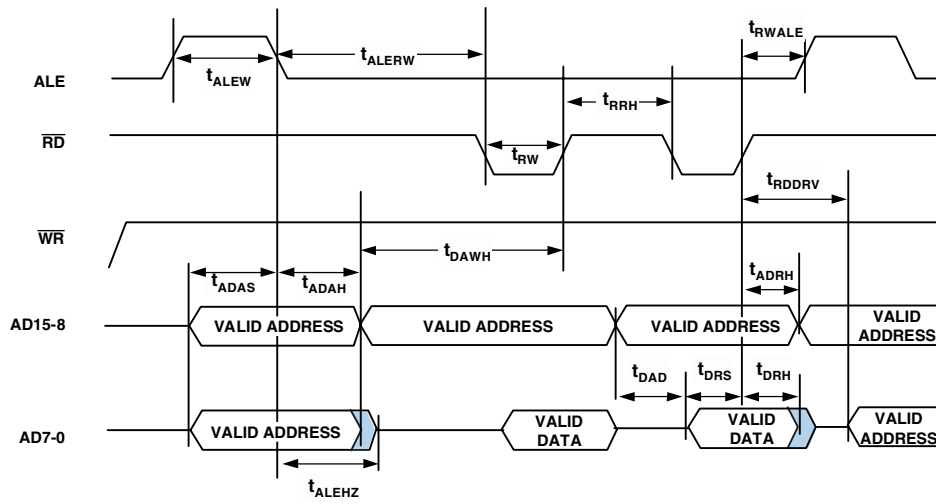 tRWALE
tALEW
tALERW
ALE
tRRH
RD
tRW
tRDDRV
WR
tDAWH
tADAS
tADAH
tADRH
AD15-8
VALID ADDRESS
VALID ADDRESS
VALID ADDRESS
VALID
ADDRESS
tDAD
tDRS
tDRH
AD7-0
VALID ADDRESS
VALID
DATA
VALID
DATA
VALID
ADDRESS
tALEHZ